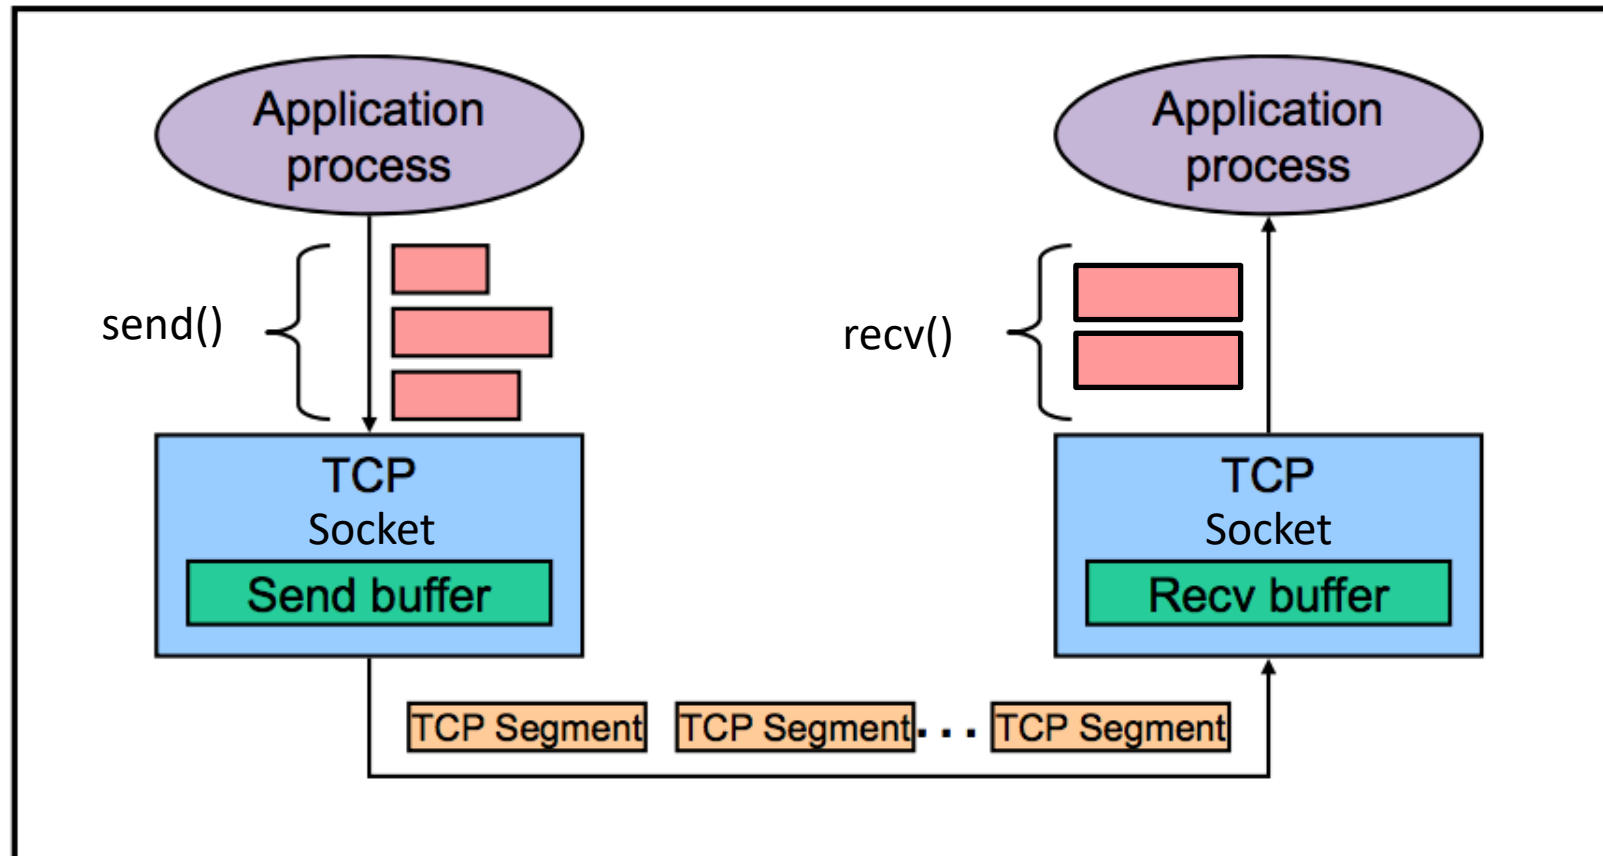 Application
process
Application
process
send()
recv()
TCP
Socket
Send buffer
TCP
Socket
Recv buffer
TCP Segment
TCP Segment
...
TCP Segment